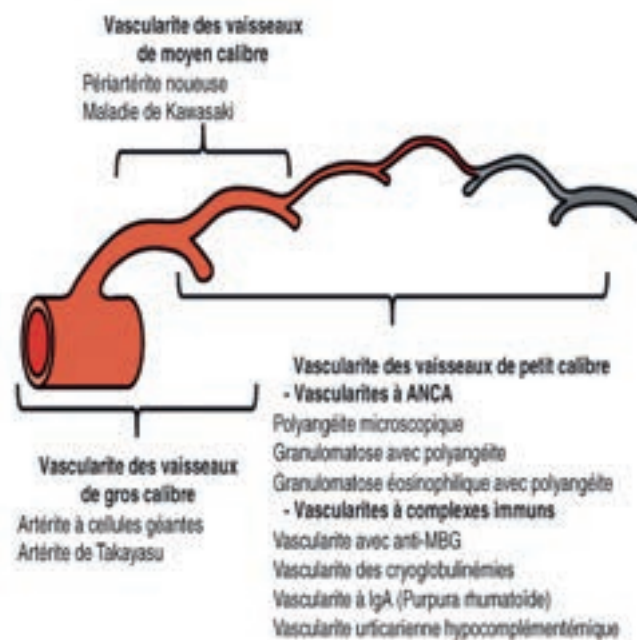 Vascularite des vaisseaux
de moyen calibre
Périartérite noueuse
Maladie de Kawasaki
Vascularite des vaisseaux
de gros calibre
Artérite à cellules géantes
Artérite de Takayasu
Vascularite des vaisseaux de petit calibre
- Vascularites à ANCA
Polyangéite microscopique
Granulomatose avec polyangéite
Granulomatose éosinophilique avec polyangéite
- Vascularites à complexes immuns
Vascularite avec anti-MBG
Vascularite des cryoglobulinémies
Vascularite à IgA (Purpura rhumatoïde)
Vascularite urticarienne hypocomplémentémique